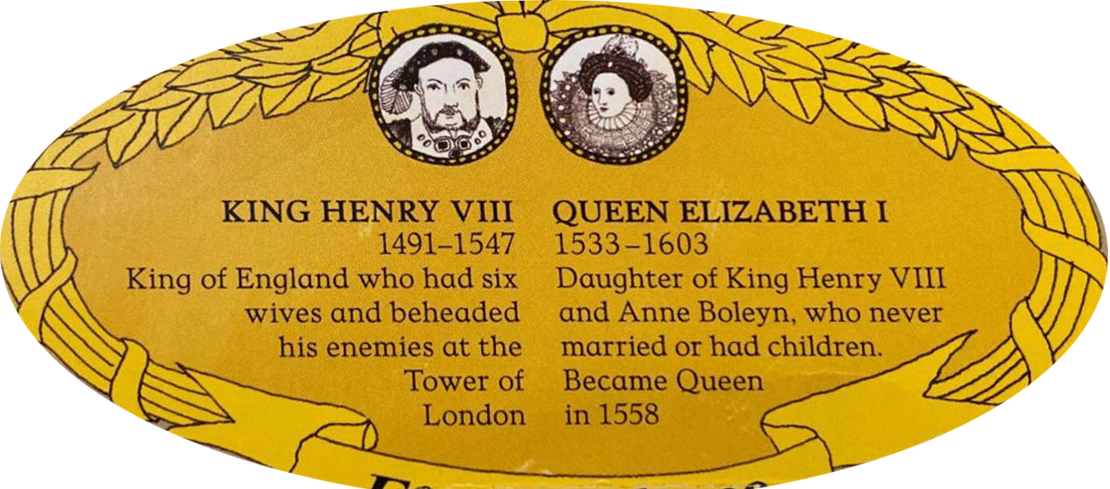 KING HENRY VIII
1491–1547
King of England who had six
wives and beheaded
his enemies at the
Tower of
London
QUEEN ELIZABETH I
1533–1603
Daughter of King Henry VIII
and Anne Boleyn, who never
married or had children.
Became Queen
in 1558